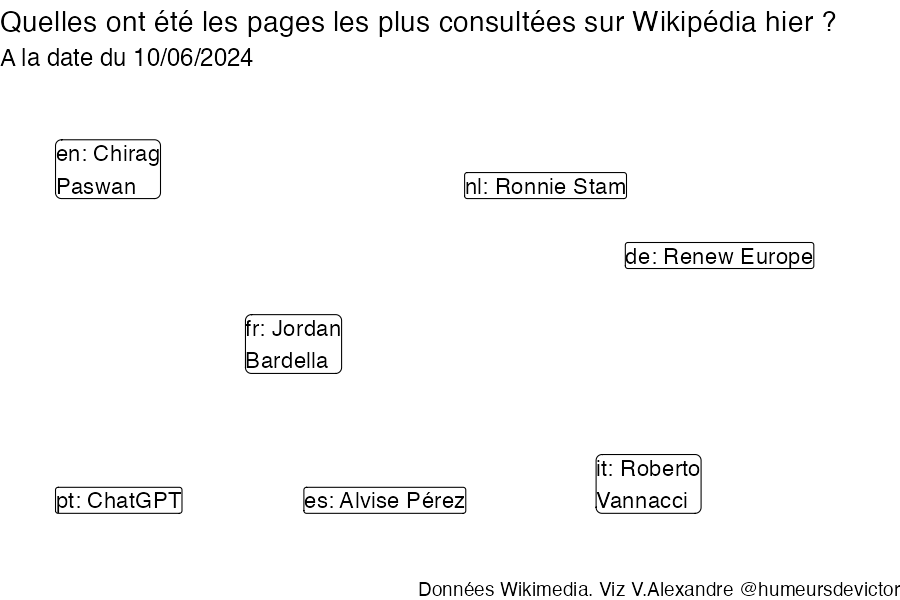 Quelles ont été les pages les plus consultées sur Wikipédia hier ?
A la date du 10/06/2024
en: Chirag
Paswan
nl: Ronnie Stam
de: Renew Europe
fr: Jordan
Bardella
it: Roberto
Vannacci
pt: ChatGPT
es: Alvise Pérez
Données Wikimedia. Viz V.Alexandre @humeursdevictor